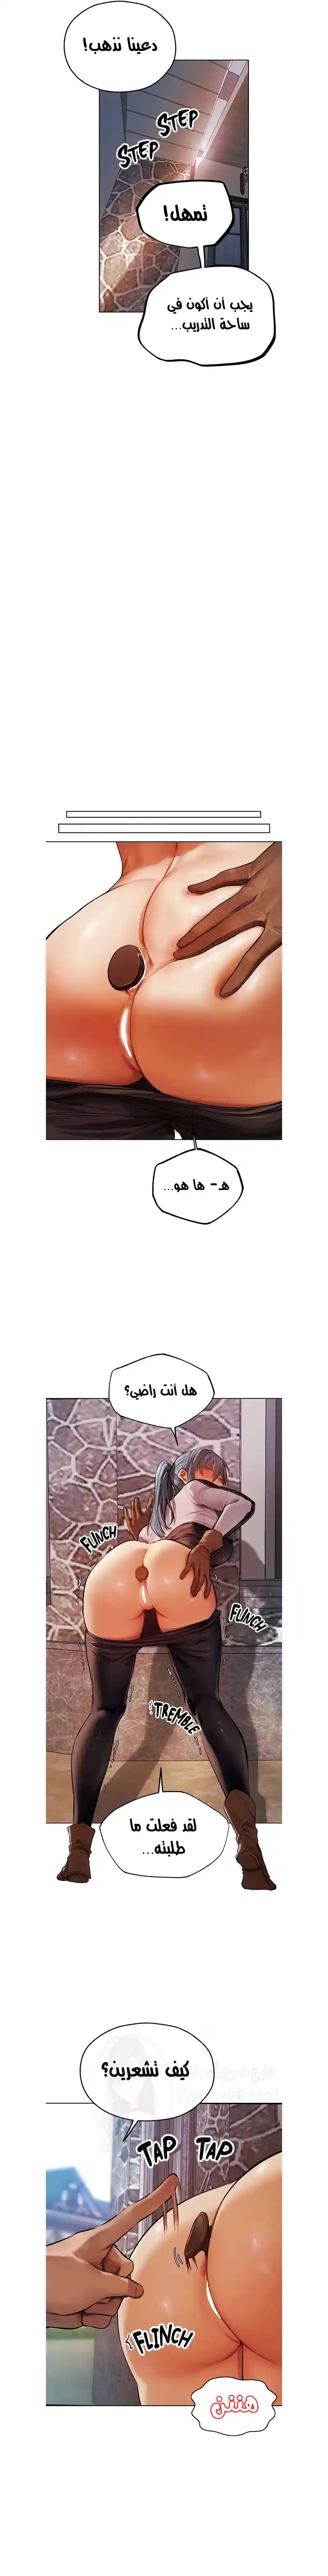 دعينا نذهب!
STEP
STEP
تمهل!
يجب أن أكون في
ساحة التدريب...
هـ- ها هو...
هل أنت راضي؟
FLINCH
FLINCH
TREMBLE
لقد فعلت ما
طلبته...
كيف تشعرين؟
TAP TAP
FLINCH
هننن